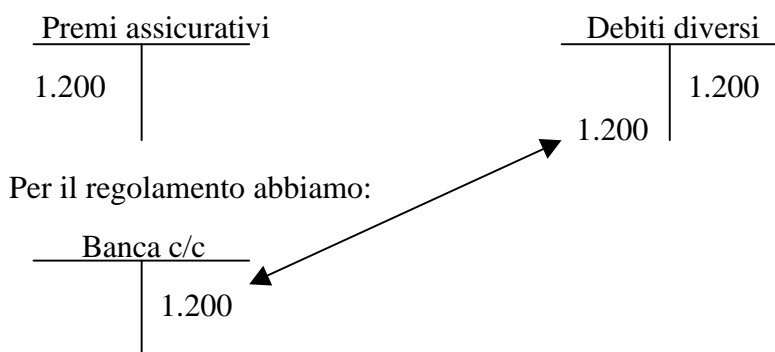 Premi assicurativi
Debiti diversi
1.200
1.200
1.200
Per il regolamento abbiamo:
Banca c/c
1.200